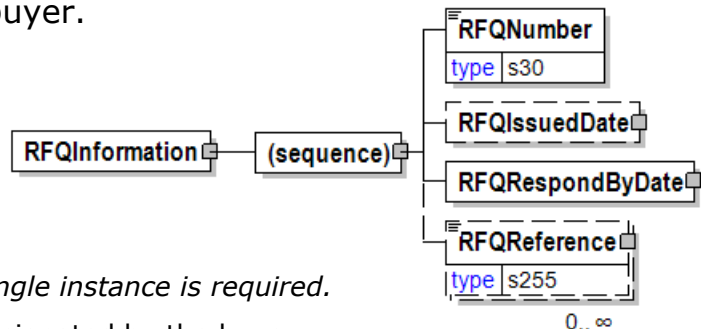 buyer.
RFQNumber
type s30
RFQIssuedDate
RFQInformation
(sequence)
RFQRespondByDate
RFQReference
type s255
0.. ∞
ngle instance is required.